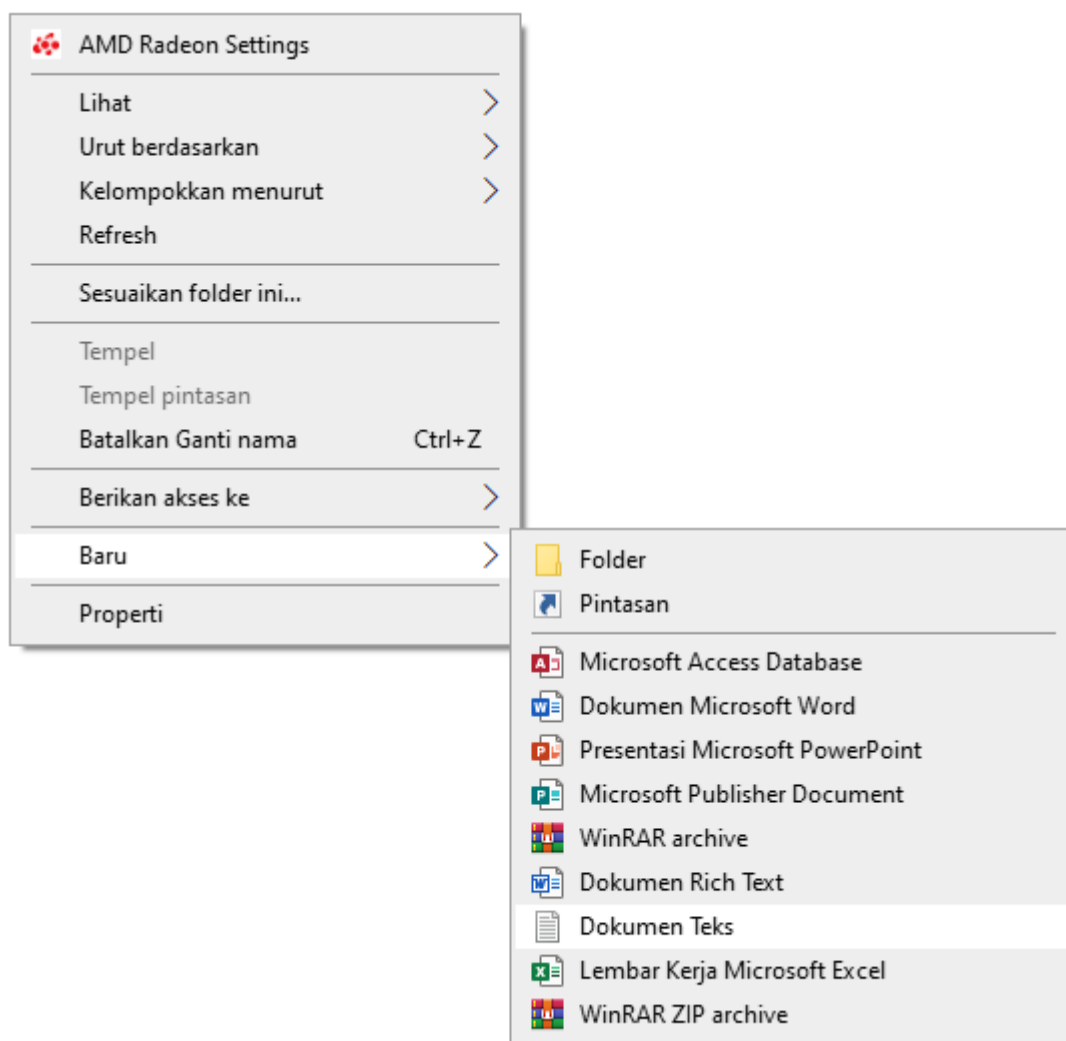 AMD Radeon Settings
Lihat
Urut berdasarkan
Kelompokkan menurut
Refresh
Sesuaikan folder ini...
Tempel
Tempel pintasan
Batalkan Ganti nama Ctrl+Z
Berikan akses ke
Baru
Properti
Folder
Pintasan
Microsoft Access Database
Dokumen Microsoft Word
Presentasi Microsoft PowerPoint
Microsoft Publisher Document
WinRAR archive
Dokumen Rich Text
Dokumen Teks
Lembar Kerja Microsoft Excel
WinRAR ZIP archive